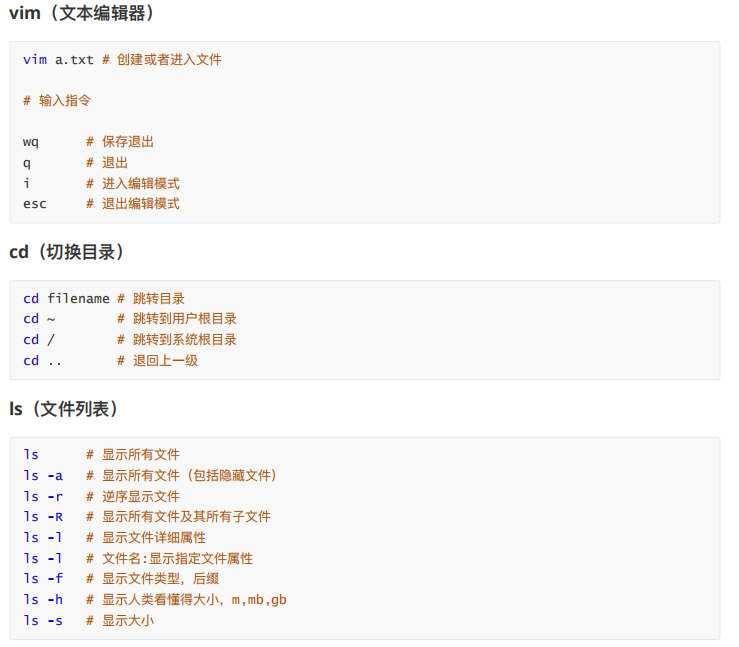 vim（文本编辑器）
vim a.txt # 创建或者进入文件
# 输入指令
wq      # 保存退出
q       # 退出
i       # 进入编辑模式
esc     # 退出编辑模式
cd（切换目录）
cd filename # 跳转目录
cd ~        # 跳转到用户根目录
cd /        # 跳转到系统根目录
cd ..       # 退回上一级
ls（文件列表）
ls      # 显示所有文件
ls -a   # 显示所有文件（包括隐藏文件）
ls -r   # 逆序显示文件
ls -R   # 显示所有文件及其所有子文件
ls -l   # 显示文件详细属性
ls -l   # 文件名:显示指定文件属性
ls -f   # 显示文件类型，后缀
ls -h   # 显示人类看懂得大小，m,mb,gb
ls -s   # 显示大小